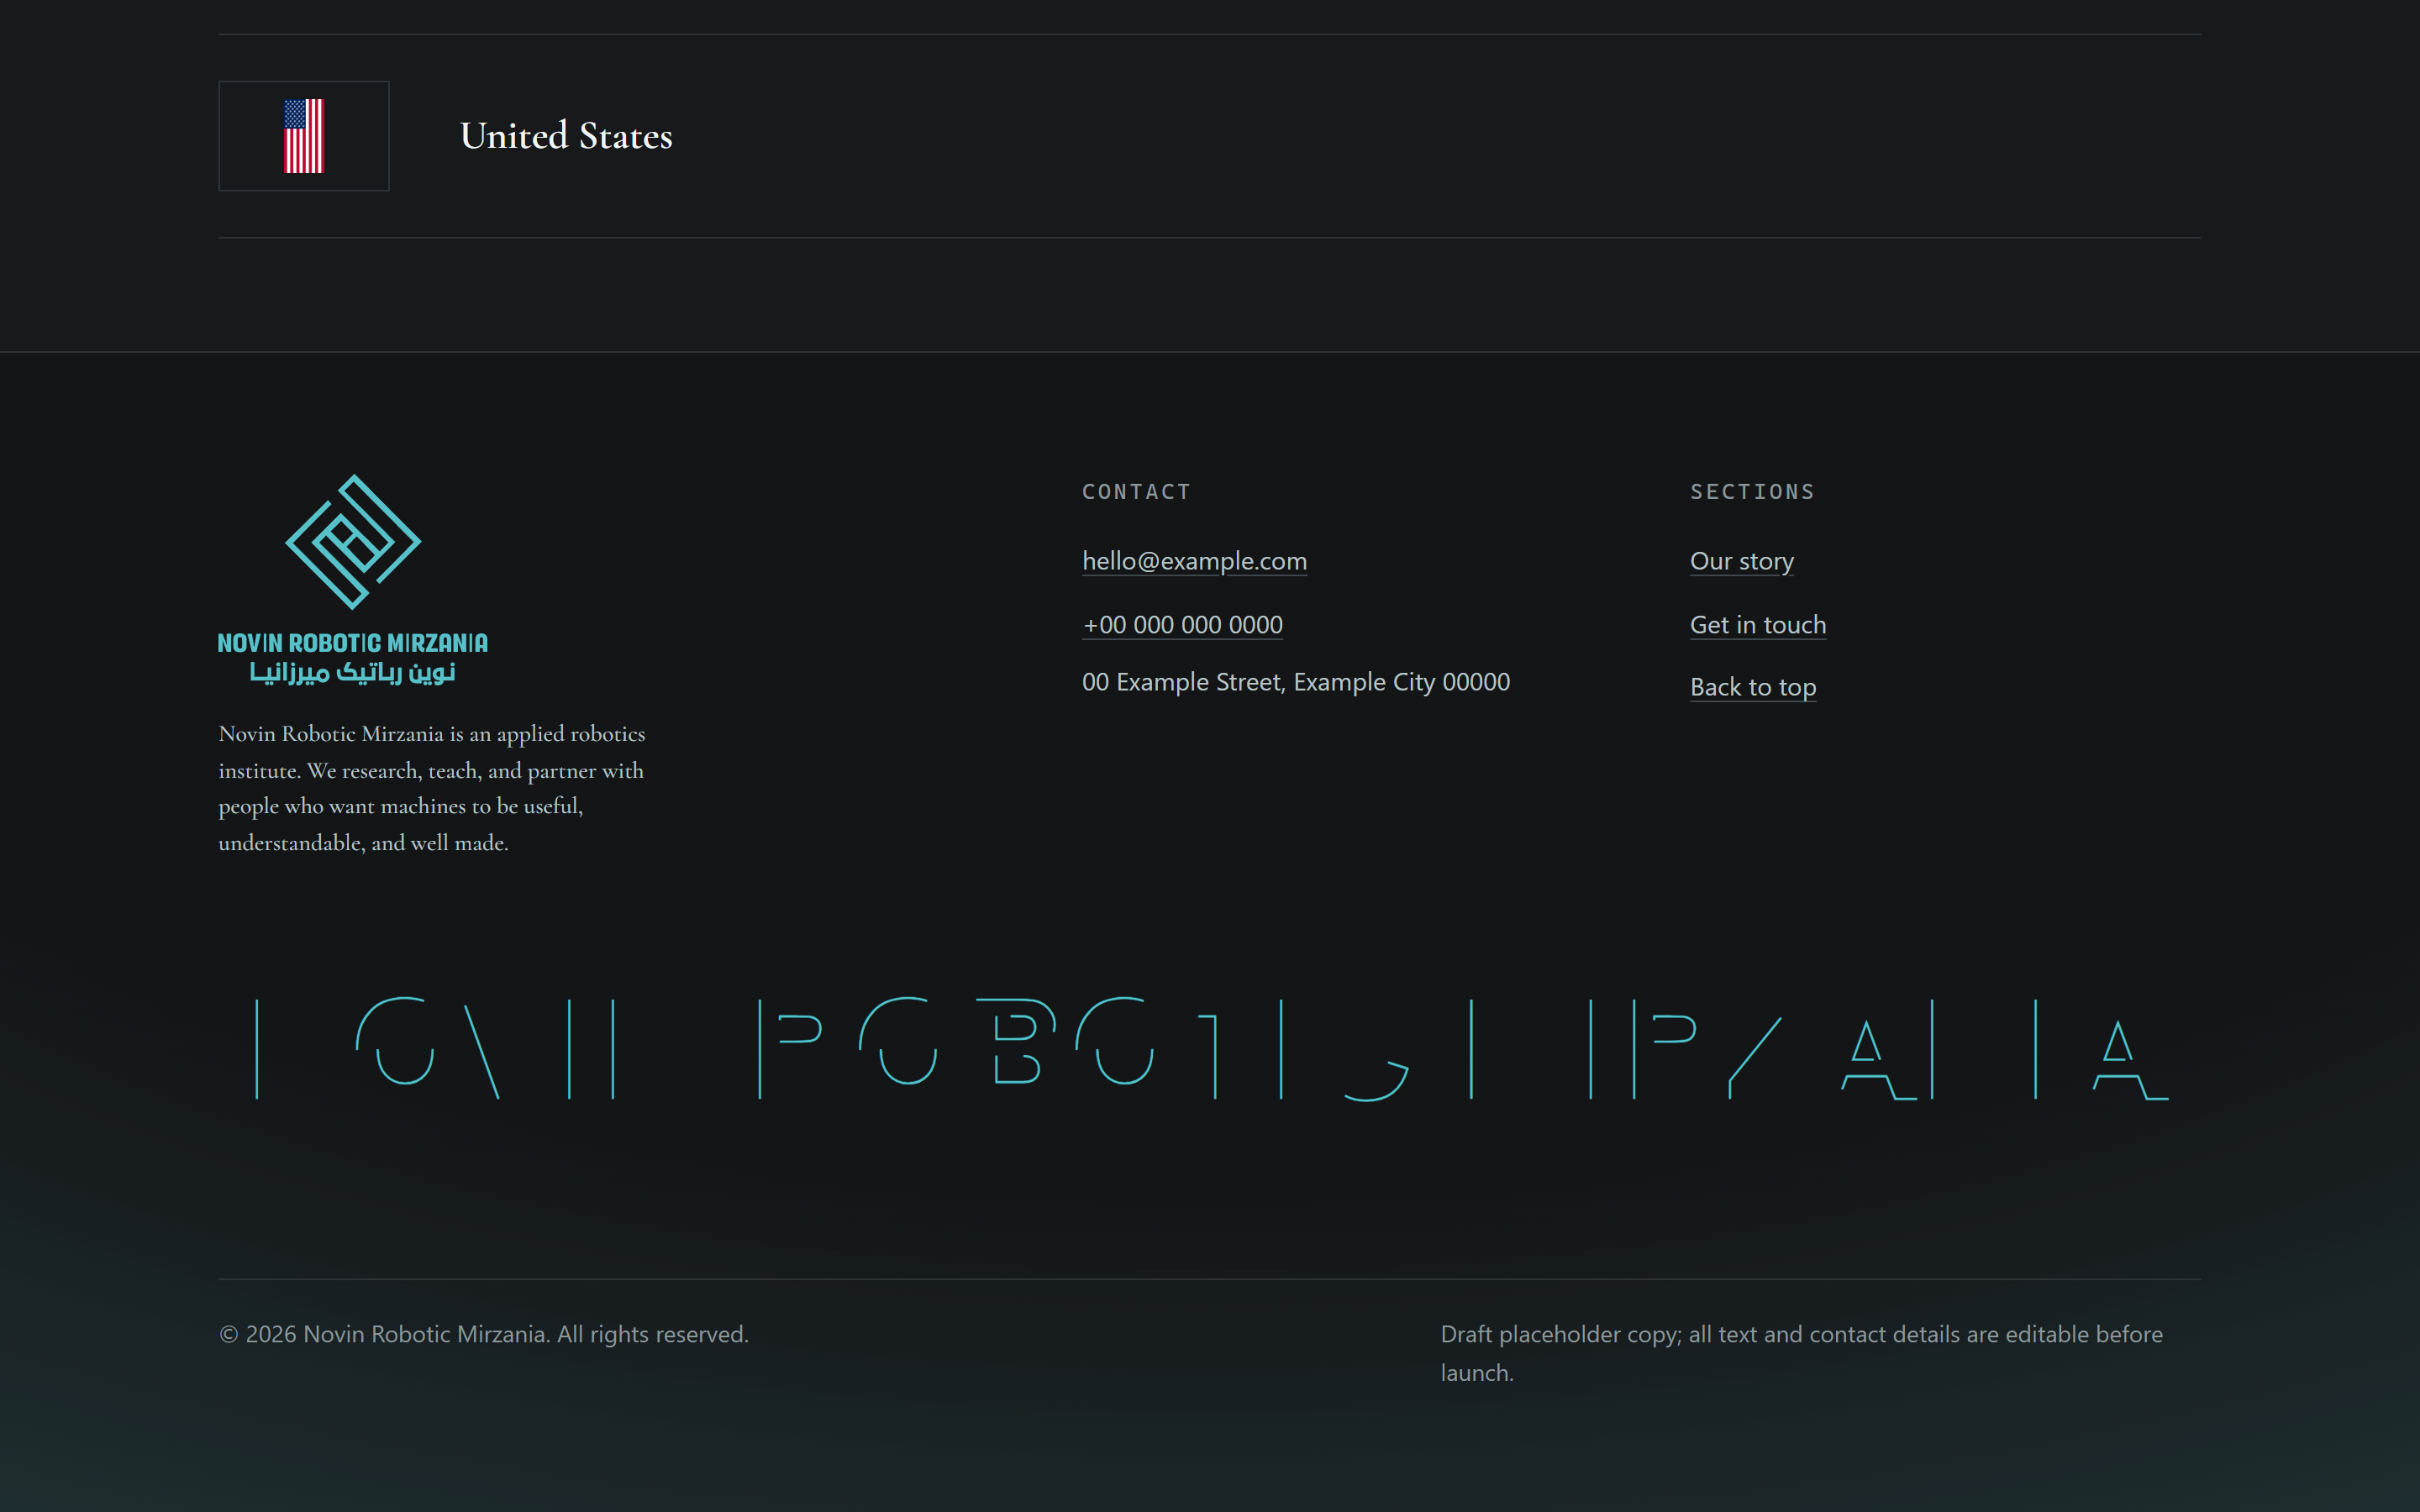 United States
NOVIN ROBOTIC MIRZANIA
نوین رباتیک میرزانیا
Novin Robotic Mirzania is an applied robotics
institute. We research, teach, and partner with
people who want machines to be useful,
understandable, and well made.
CONTACT
hello@example.com
+00 000 000 0000
00 Example Street, Example City 00000
SECTIONS
Our story
Get in touch
Back to top
NOVIN ROBOTIC MIRZANIA
© 2026 Novin Robotic Mirzania. All rights reserved.
Draft placeholder copy; all text and contact details are editable before
launch.